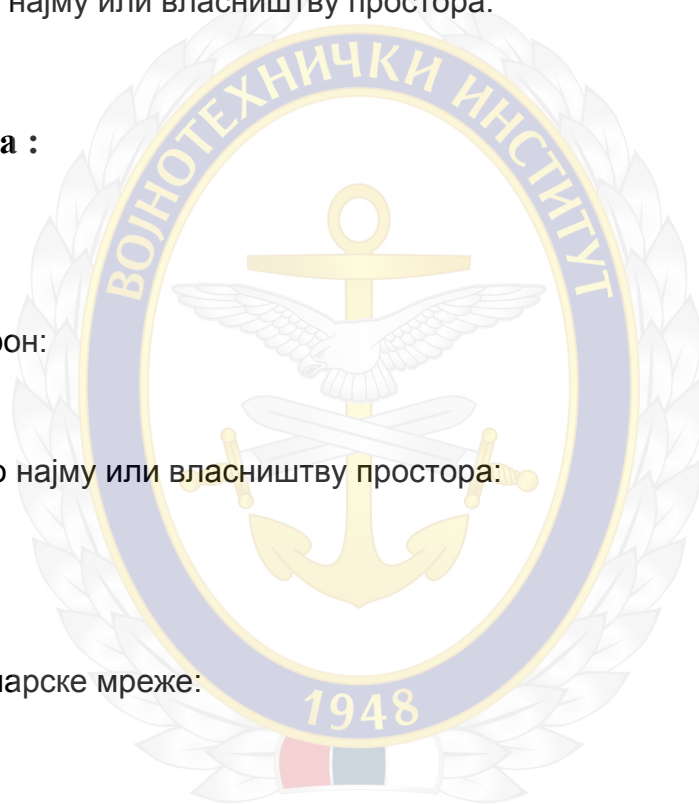 најму или власништву простора:
ВОЈНОТЕХНИЧКИ ИНСТИТУТ
а :
он:
о најму или власништву простора:
арске мреже:
1948